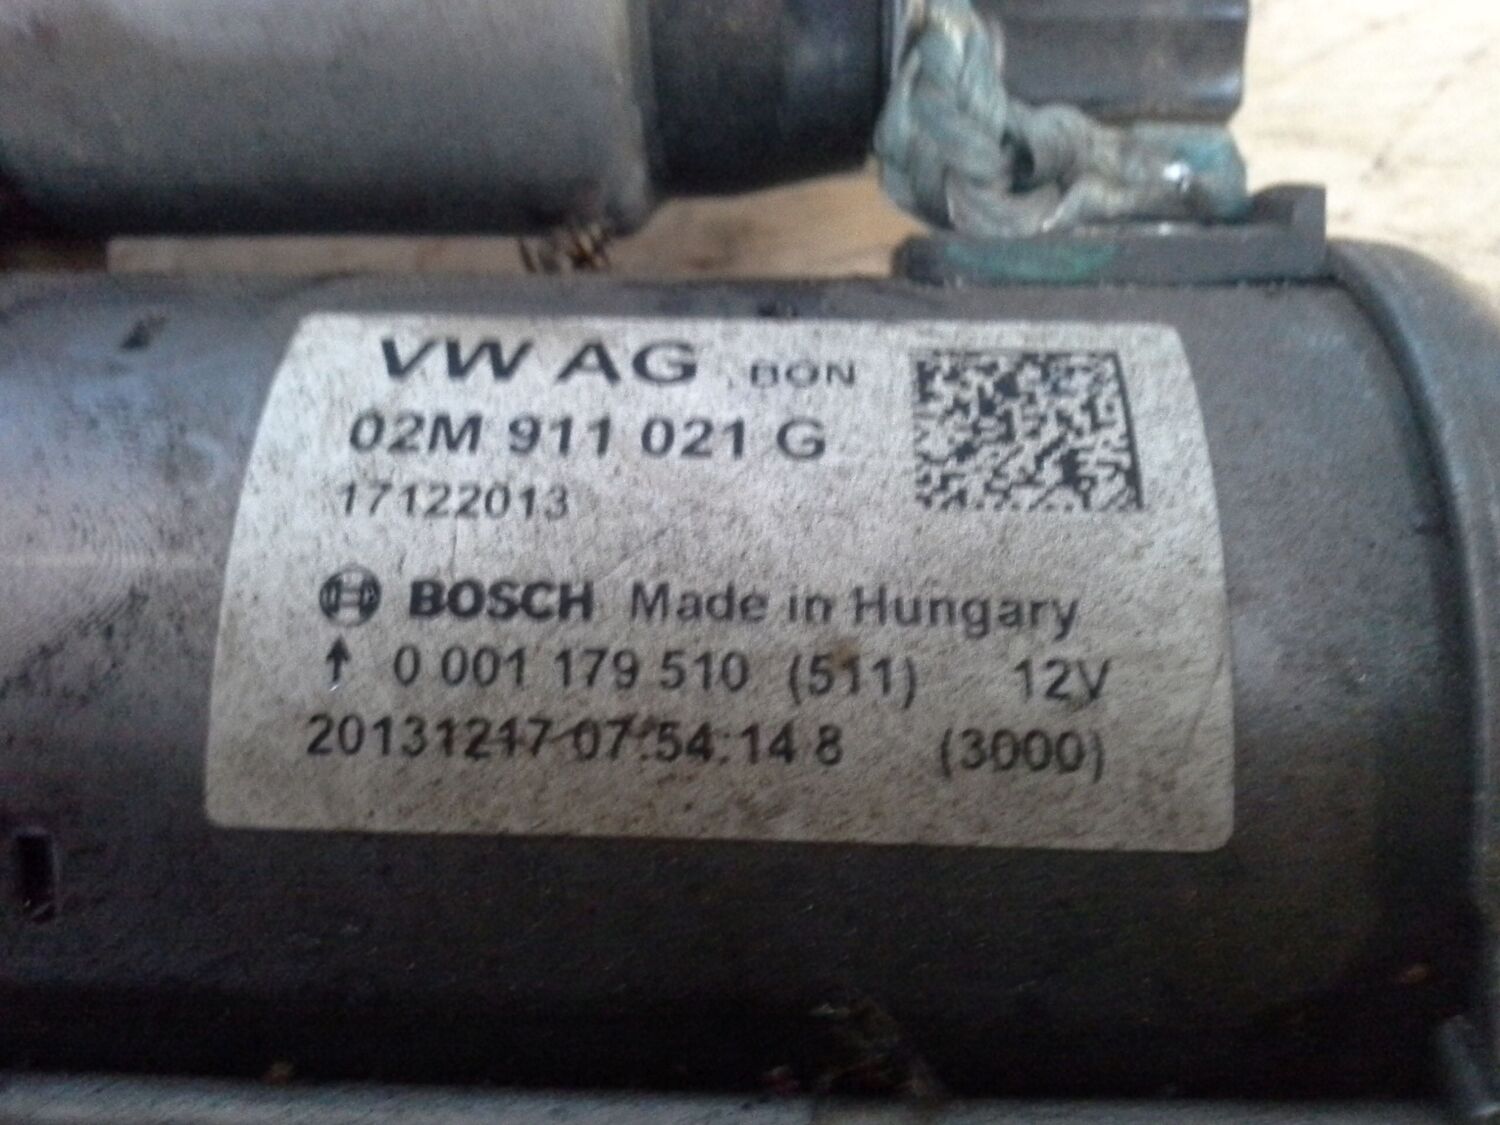 VW AG BGN
02M 911 021 G
17122013
BOSCH Made in Hungary
↑ 0 001 179 510 (511) 12V
20131217 07:54:14 8 (3000)